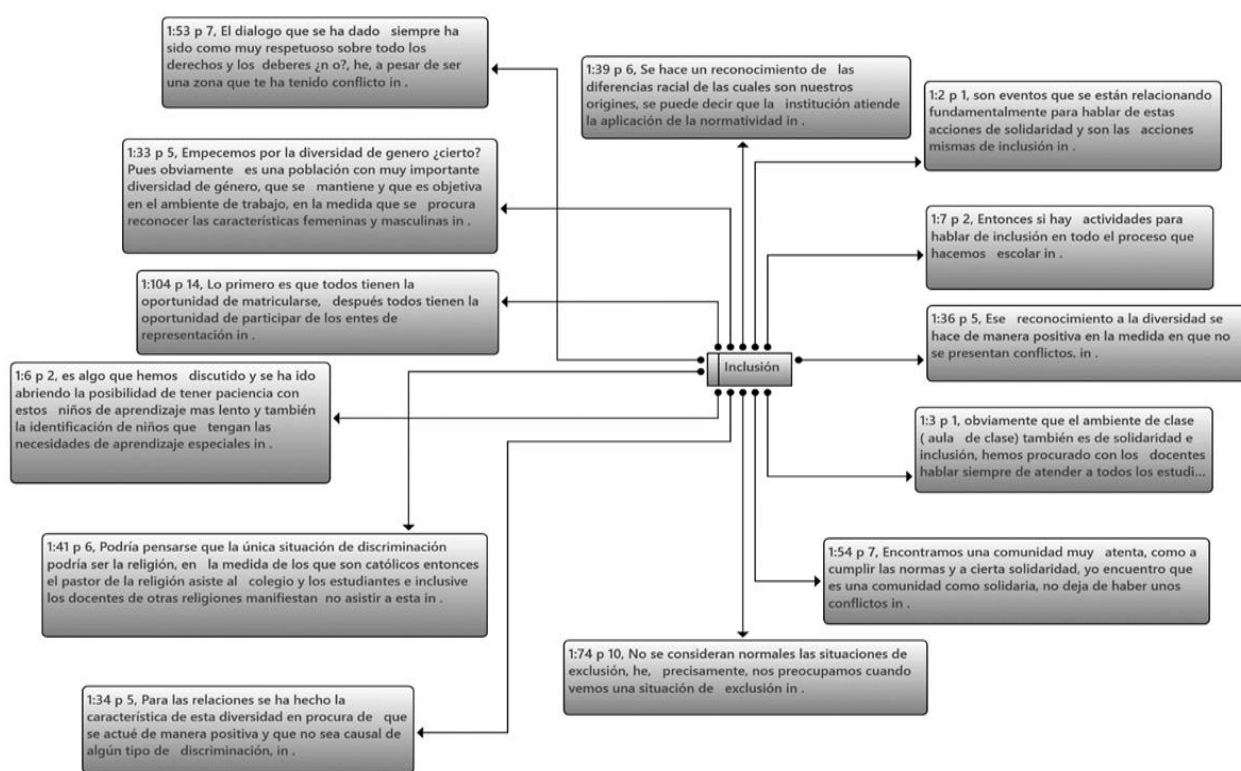 1:53 p 7, El dialogo que se ha dado siempre ha
sido como muy respetuoso sobre todo los
derechos y los deberes ¿n o?, he, a pesar de ser
una zona que te ha tenido conflicto in .
1:39 p 6, Se hace un reconocimiento de las
diferencias racial de las cuales son nuestros
origines, se puede decir que la institución atiende
la aplicación de la normatividad in .
1:2 p 1, son eventos que se están relacionando
fundamentalmente para hablar de estas
acciones de solidaridad y son las acciones
mismas de inclusión in .
1:33 p 5, Empecemos por la diversidad de genero ¿cierto?
Pues obviamente es una población con muy importante
diversidad de género, que se mantiene y que es objetiva
en el ambiente de trabajo, en la medida que se procura
reconocer las características femeninas y masculinas in .
1:7 p 2, Entonces si hay actividades para
hablar de inclusión en todo el proceso que
hacemos escolar in .
1:104 p 14, Lo primero es que todos tienen la
oportunidad de matricularse, después todos tienen la
oportunidad de participar de los entes de
representación in .
1:36 p 5, Ese reconocimiento a la diversidad se
hace de manera positiva en la medida en que no
se presentan conflictos. in .
Inclusión
1:6 p 2, es algo que hemos discutido y se ha ido
abriendo la posibilidad de tener paciencia con
estos niños de aprendizaje mas lento y también
la identificación de niños que tengan las
necesidades de aprendizaje especiales in .
1:3 p 1, obviamente que el ambiente de clase
( aula de clase) también es de solidaridad e
inclusión, hemos procurado con los docentes
hablar siempre de atender a todos los estudi...
1:41 p 6, Podría pensarse que la única situación de discriminación
podría ser la religión, en la medida de los que son católicos entonces
el pastor de la religión asiste al colegio y los estudiantes e inclusive
los docentes de otras religiones manifiestan no asistir a esta in .
1:54 p 7, Encontramos una comunidad muy atenta, como a
cumplir las normas y a cierta solidaridad, yo encuentro que
es una comunidad como solidaria, no deja de haber unos
conflictos in .
1:74 p 10, No se consideran normales las situaciones de
exclusión, he, precisamente, nos preocupamos cuando
vemos una situación de exclusión in .
1:34 p 5, Para las relaciones se ha hecho la
característica de esta diversidad en procura de que
se actué de manera positiva y que no sea causal de
algún tipo de discriminación, in .